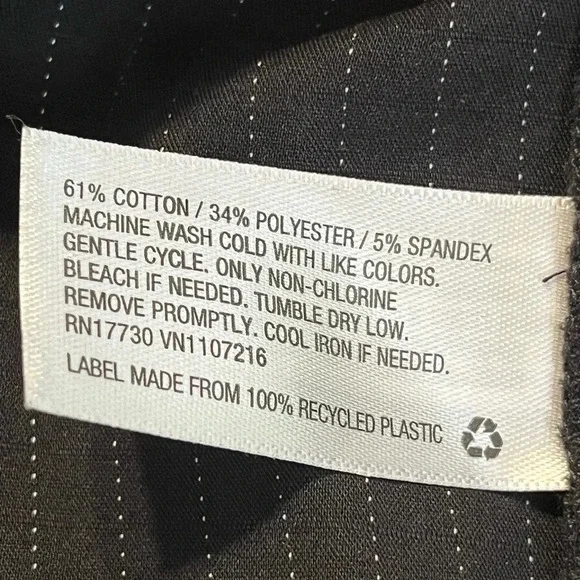 61% COTTON / 34% POLYESTER / 5% SPANDEX
MACHINE WASH COLD WITH LIKE COLORS.
GENTLE CYCLE. ONLY NON-CHLORINE
BLEACH IF NEEDED. TUMBLE DRY LOW.
REMOVE PROMPTLY. COOL IRON IF NEEDED.
RN17730 VN1107216
LABEL MADE FROM 100% RECYCLED PLASTIC